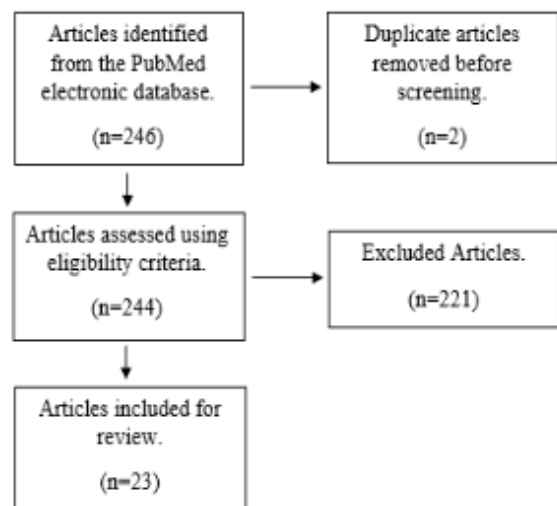 Articles identified
from the PubMed
electronic database.
(n=246)
Duplicate articles
removed before
screening.
(n=2)
Articles assessed using
eligibility criteria.
(n=244)
Excluded Articles.
(n=221)
Articles included for
review.
(n=23)